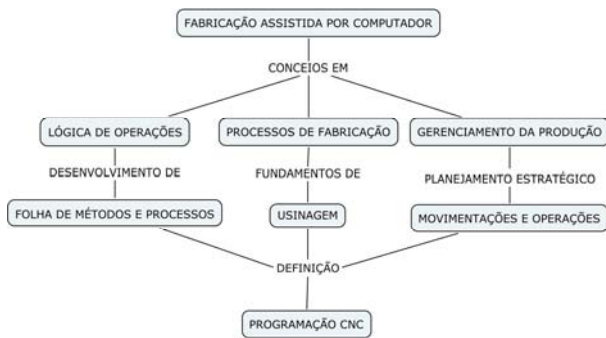 FABRICAÇÃO ASSISTIDA POR COMPUTADOR
CONCEIOS EM
LÓGICA DE OPERAÇÕES
PROCESSOS DE FABRICAÇÃO
GERENCIAMENTO DA PRODUÇÃO
DESENVOLVIMENTO DE
FUNDAMENTOS DE
PLANEJAMENTO ESTRATÉGICO
FOLHA DE MÉTODOS E PROCESSOS
USINAGEM
MOVIMENTAÇÕES E OPERAÇÕES
DEFINIÇÃO
PROGRAMAÇÃO CNC